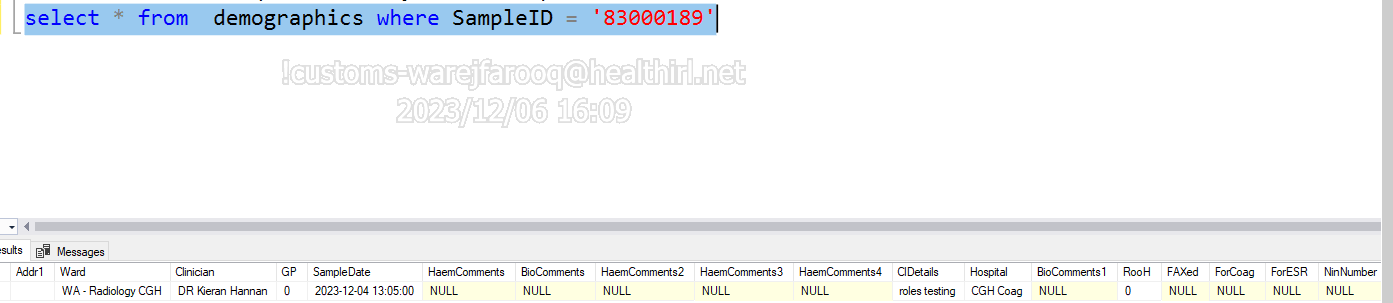 select * from demographics where SampleID = '83000189'
!customs-warejfarooq@healthirl.net
2023/12/06 16:09
Messages
Addr1 Ward Clinician GP SampleDate HaemComments BioComments HaemComments2 HaemComments3 HaemComments4 ClDetails Hospital BioComments1 RooH FAXed ForCoag ForESR NinNumber
WA - Radiology CGH DR Kieran Hannan 0 2023-12-04 13:05:00 NULL NULL NULL NULL NULL roles testing CGH Coag NULL 0 NULL NULL NULL NULL